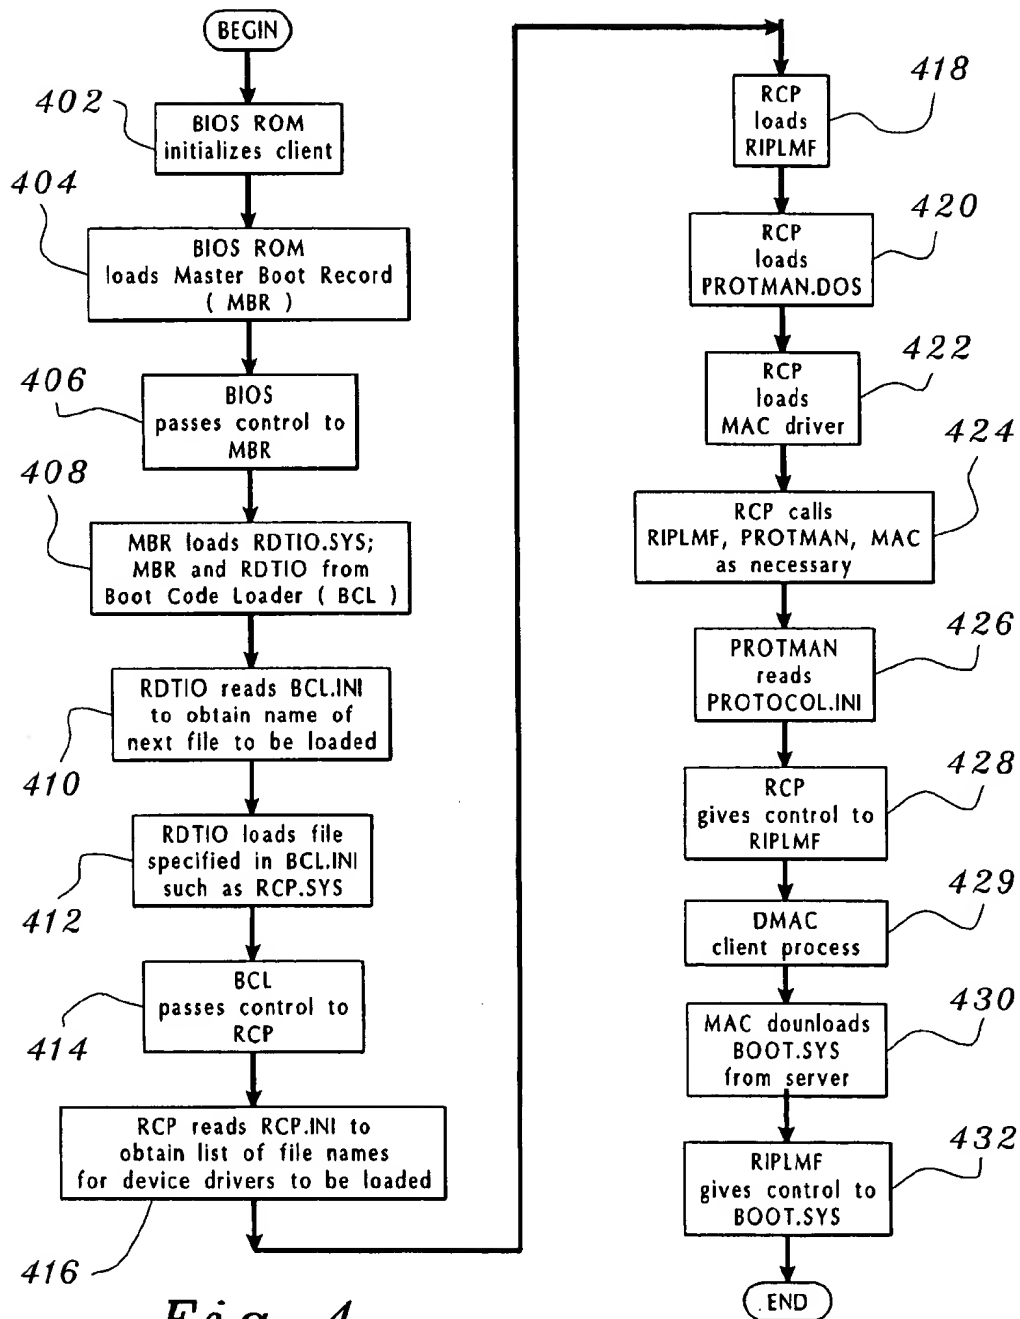 BEGIN
402
BIOS ROM
initializes client
404
BIOS ROM
loads Master Boot Record
( MBR )
406
BIOS
passes control to
MBR
408
MBR loads RDTIO.SYS;
MBR and RDTIO from
Boot Code Loader ( BCL )
RDTIO reads BCL.INI
to obtain name of
next file to be loaded
410
RDTIO loads file
specified in BCL.INI
such as RCP.SYS
412
BCL
passes control to
RCP
414
RCP reads RCP.INI to
obtain list of file names
for device drivers to be loaded
416
418
RCP
loads
RIPLMF
420
RCP
loads
PROTMAN.DOS
422
RCP
loads
MAC driver
424
RCP calls
RIPLMF, PROTMAN, MAC
as necessary
426
PROTMAN
reads
PROTOCOL.INI
428
RCP
gives control to
RIPLMF
429
DMAC
client process
430
MAC dounloads
BOOT.SYS
from server
432
RIPLMF
gives control to
BOOT.SYS
END
Fig. 4